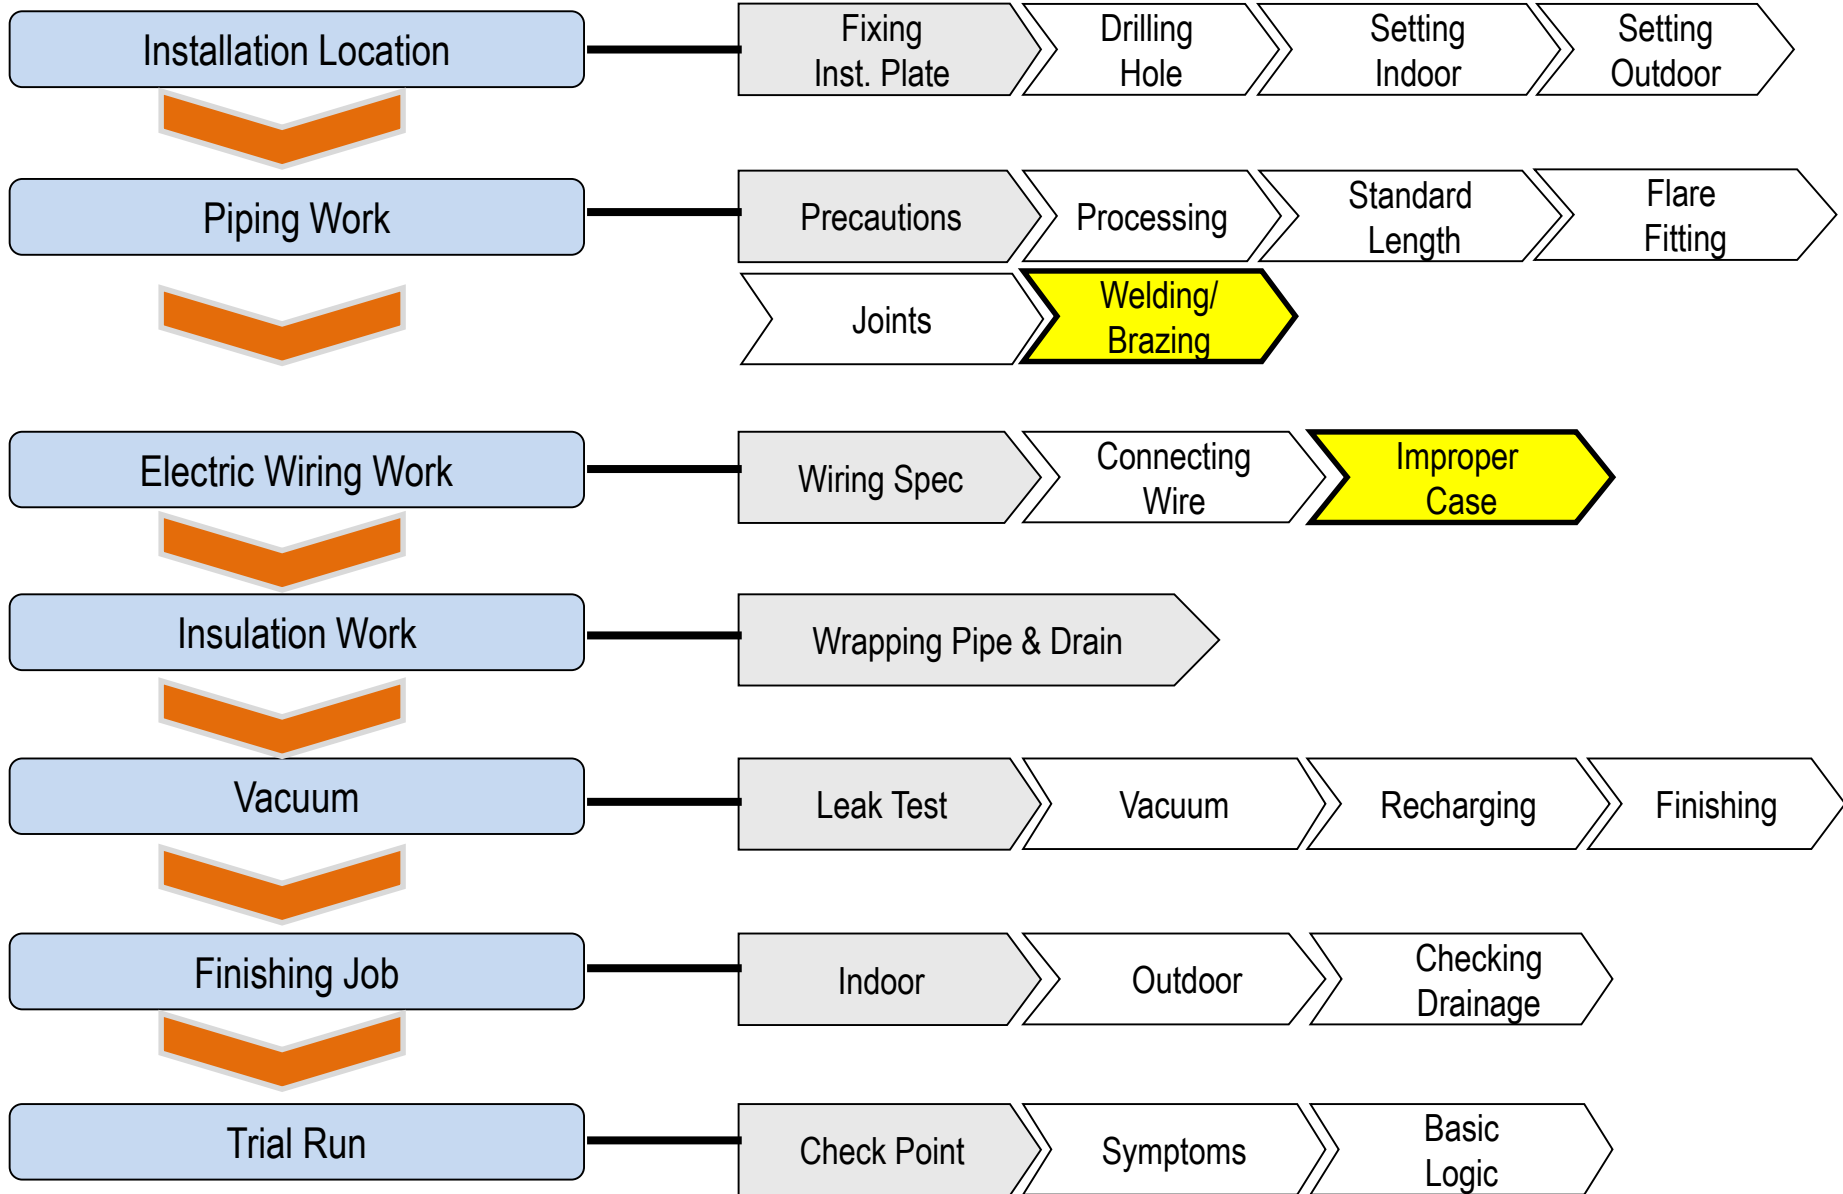 Installation Location
Fixing
Inst. Plate
Drilling
Hole
Setting
Indoor
Setting
Outdoor
Piping Work
Precautions
Processing
Standard
Length
Flare
Fitting
Joints
Welding/
Brazing
Electric Wiring Work
Wiring Spec
Connecting
Wire
Improper
Case
Insulation Work
Wrapping Pipe & Drain
Vacuum
Leak Test
Vacuum
Recharging
Finishing
Finishing Job
Indoor
Outdoor
Checking
Drainage
Trial Run
Check Point
Symptoms
Basic
Logic